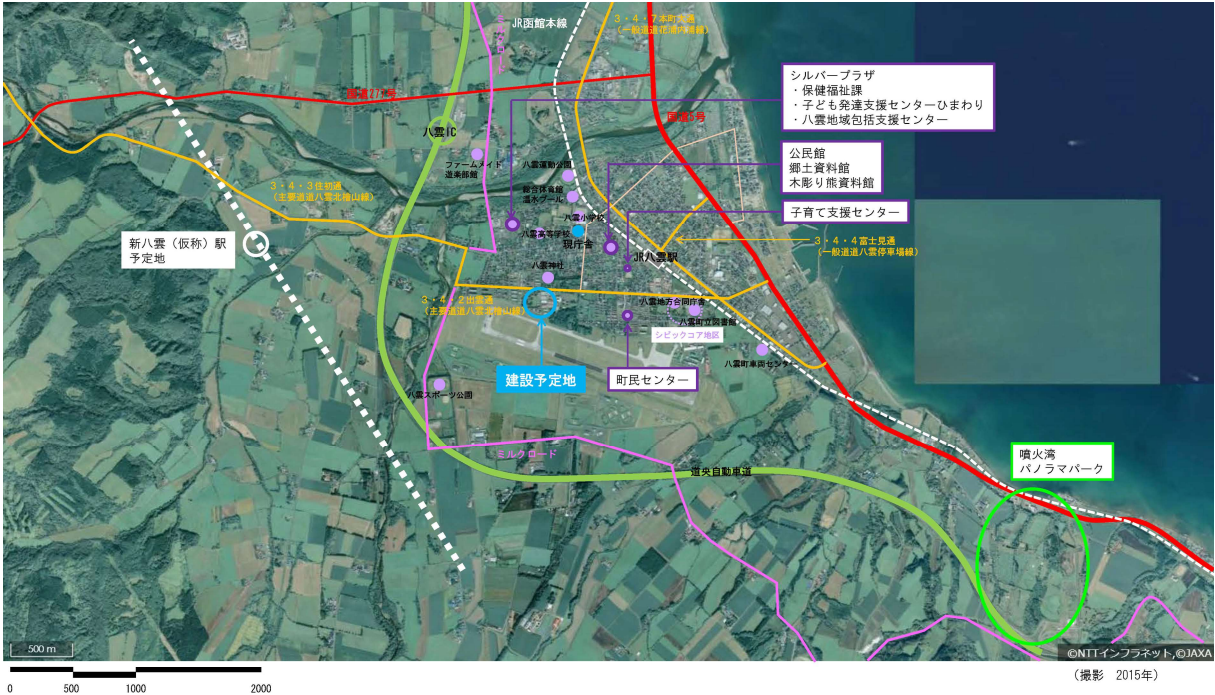 JR函館本線
3・4・7本町大通
(一般道道花浦内浦線)
ミルクロード
国道277号
国道5号
シルバープラザ
・保健福祉課
・子ども発達支援センターひまわり
・八雲地域包括支援センター
八雲IC
公民館
郷土資料館
木彫り熊資料館
ファームメイド
遊楽部館
八雲運動公園
総合体育館
温水プール
3・4・3住初通
(主要道道八雲北檜山線)
子育て支援センター
八雲小学校
八雲高等学校
現庁舎
新八雲(仮称)駅
予定地
JR八雲駅
3・4・4富士見通
(一般道道八雲停車場線)
八雲神社
3・4・2出雲通
(主要道道八雲北檜山線)
八雲地方合同庁舎
八雲町立図書館
シビックコア地区
八雲町車両センター
建設予定地
町民センター
八雲スポーツ公園
ミルクロード
道央自動車道
噴火湾
パノラマパーク
500 m
©NTTインフラネット,©JAXA
(撮影 2015年)
0 500 1000 2000